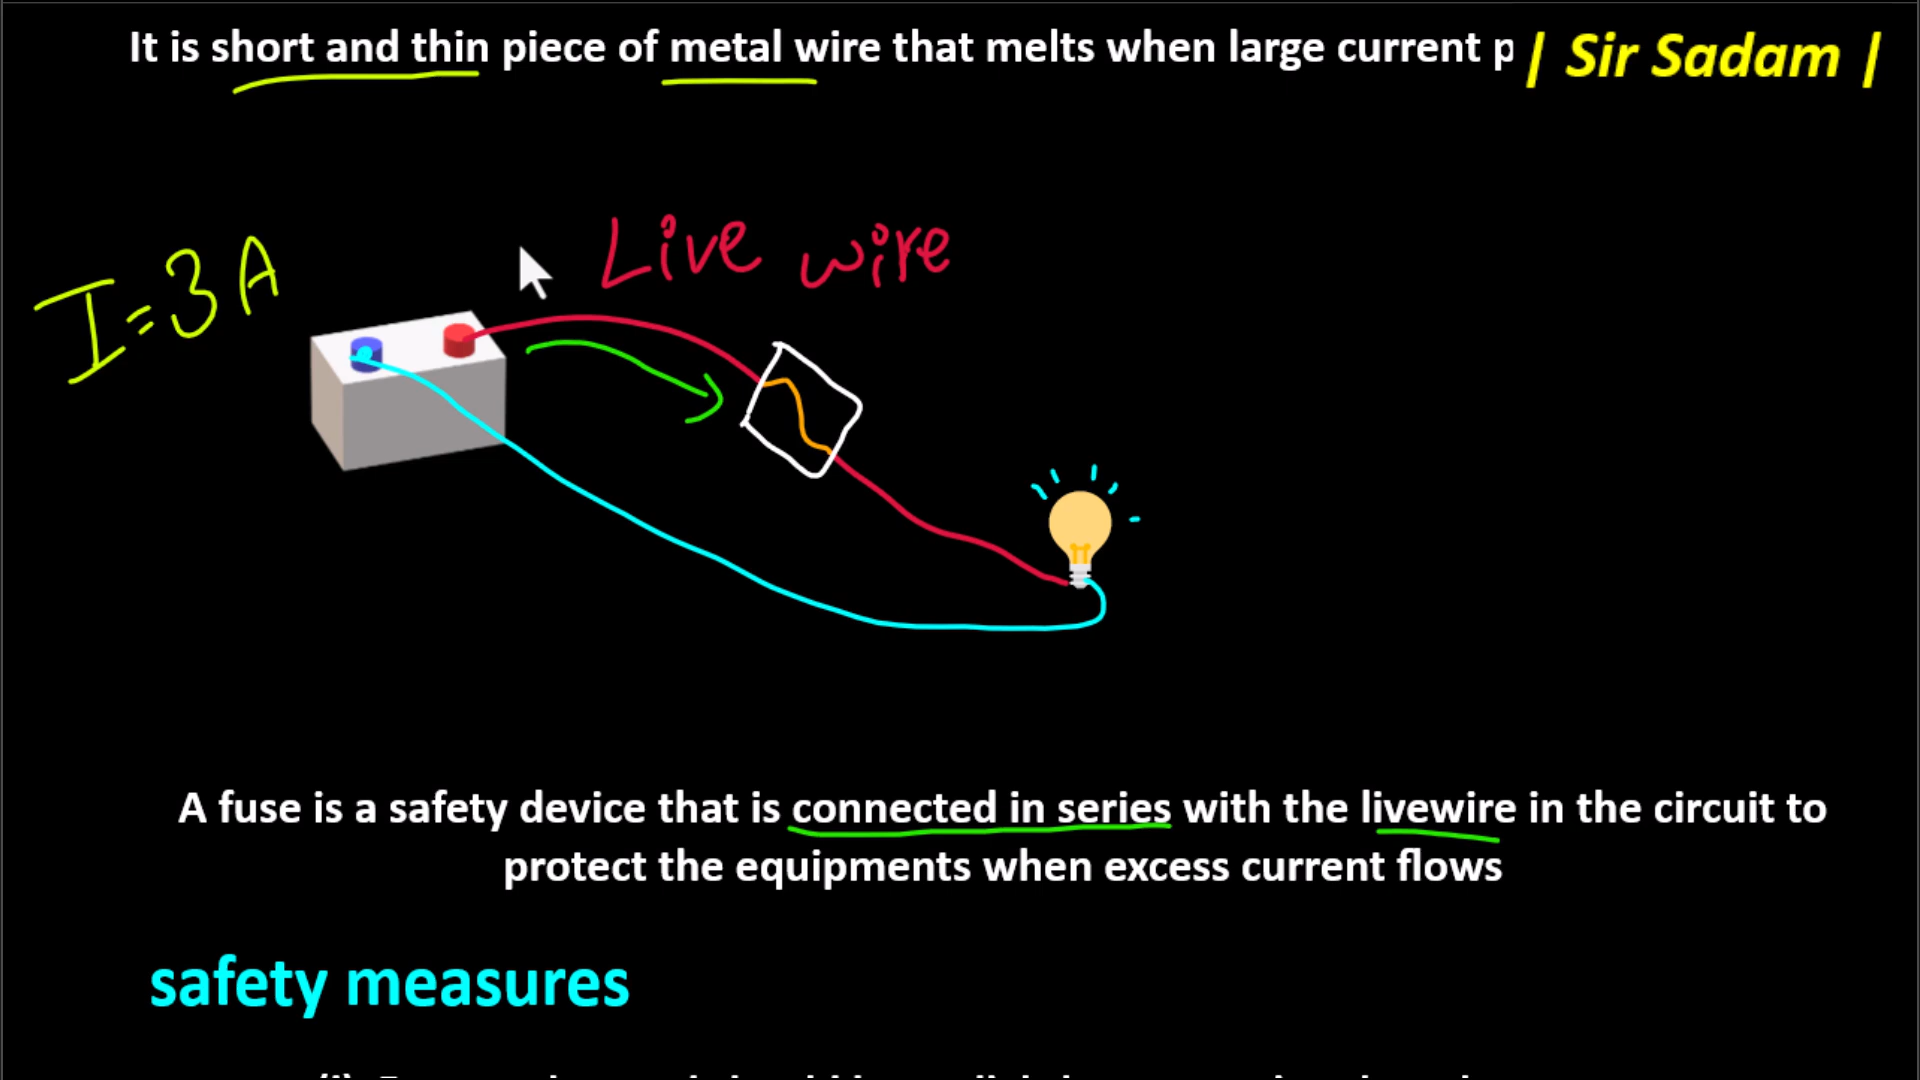 It is short and thin piece of metal wire that melts when large current p
| Sir Sadam |
Live wire
I=3A
A fuse is a safety device that is connected in series with the livewire in the circuit to
protect the equipments when excess current flows
safety measures